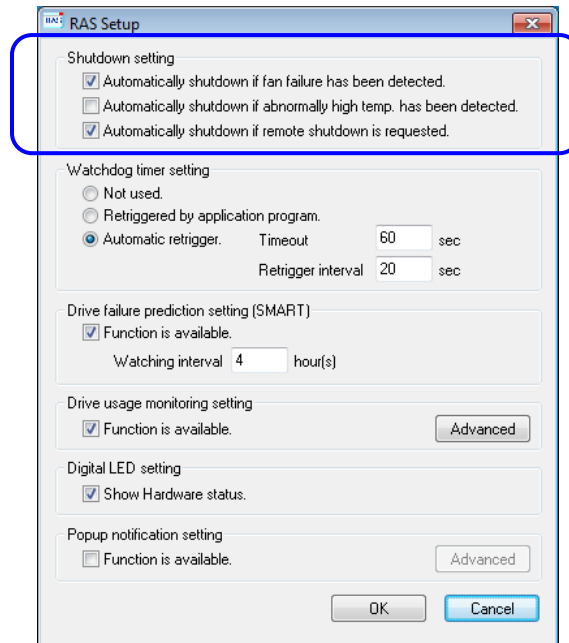 RAS Setup
Shutdown setting
Automatically shutdown if fan failure has been detected.
Automatically shutdown if abnormally high temp. has been detected.
Automatically shutdown if remote shutdown is requested.
Watchdog timer setting
Not used.
Retriggered by application program.
Automatic retrigger. Timeout 60 sec
Retrigger interval 20 sec
Drive failure prediction setting (SMART)
Function is available.
Watching interval 4 hour(s)
Drive usage monitoring setting
Function is available. Advanced
Digital LED setting
Show Hardware status.
Popup notification setting
Function is available. Advanced
OK Cancel